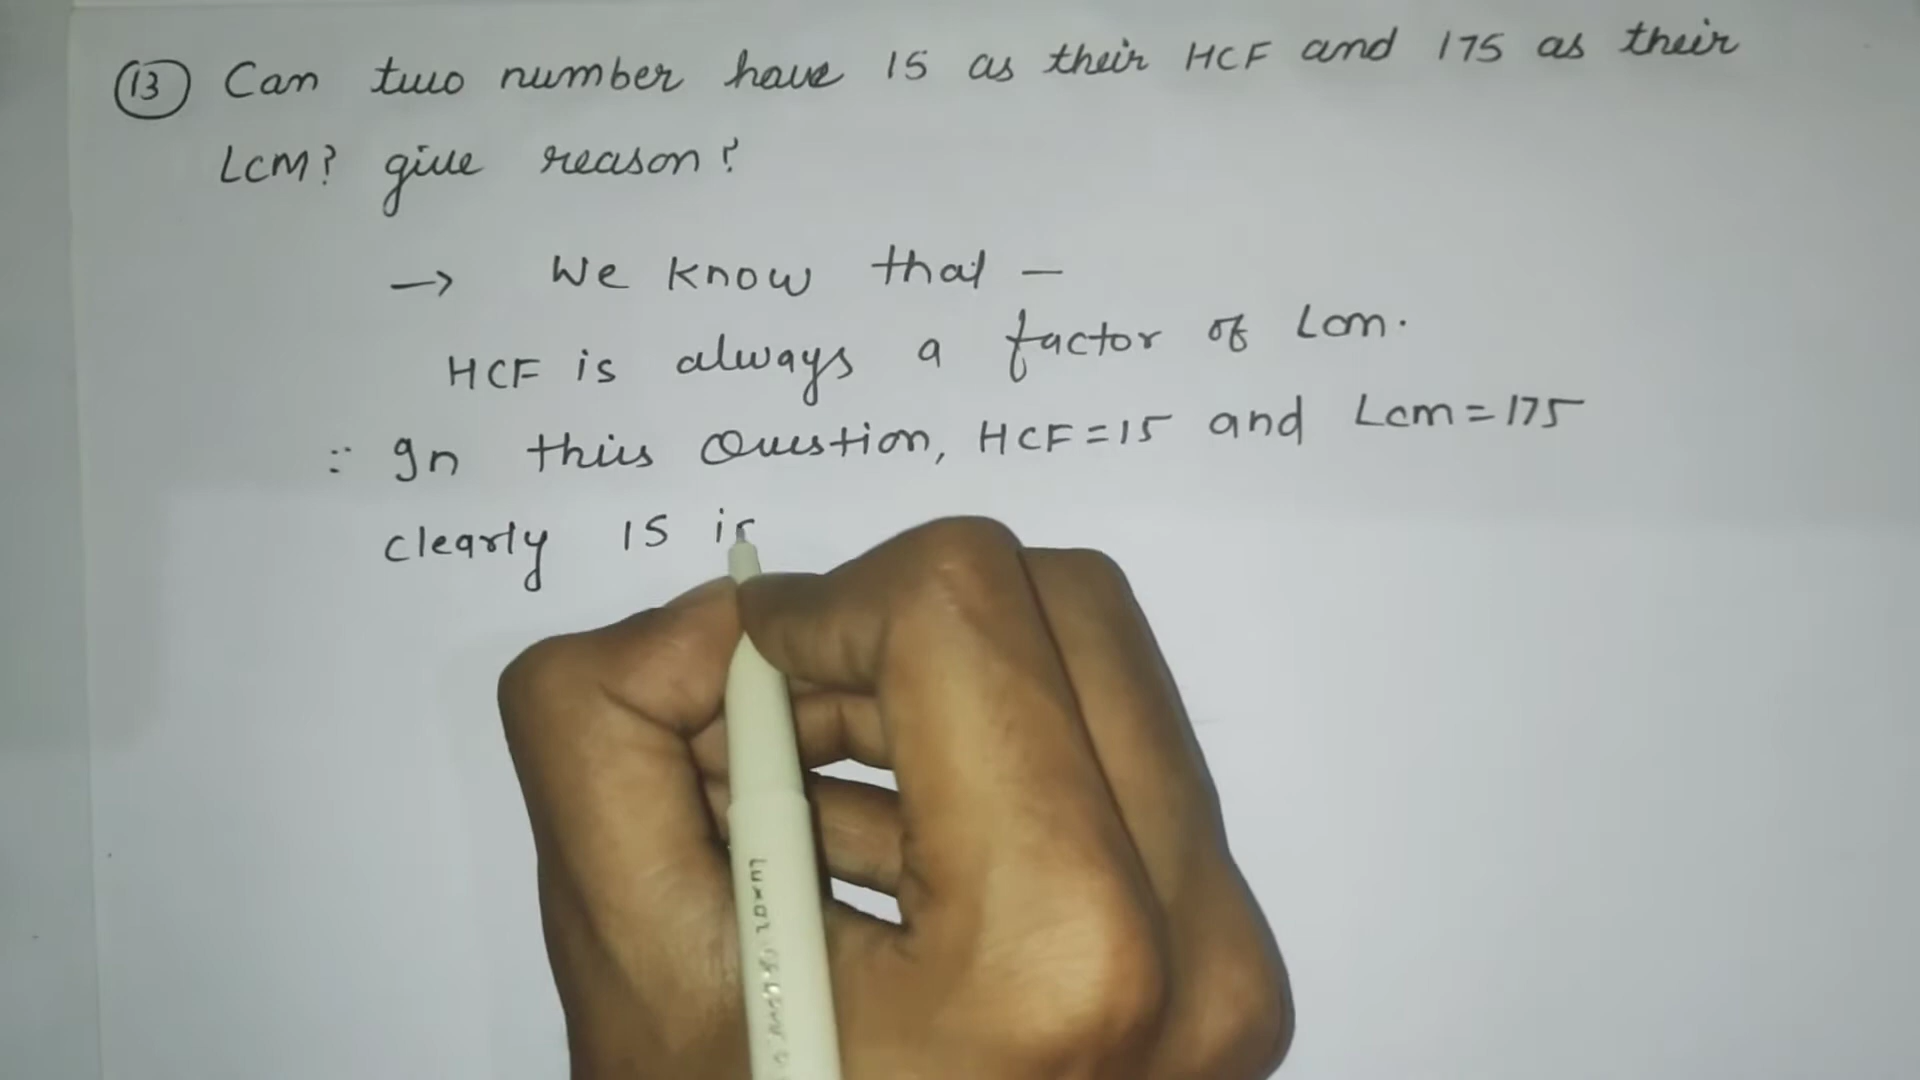 13 Can two number have 15 as their HCF and 175 as their
LCM? give reason?
→ We know that –
HCF is always a factor of Lcm.
∵ In this Question, HCF=15 and Lcm=175
clearly 15 is
Luxor